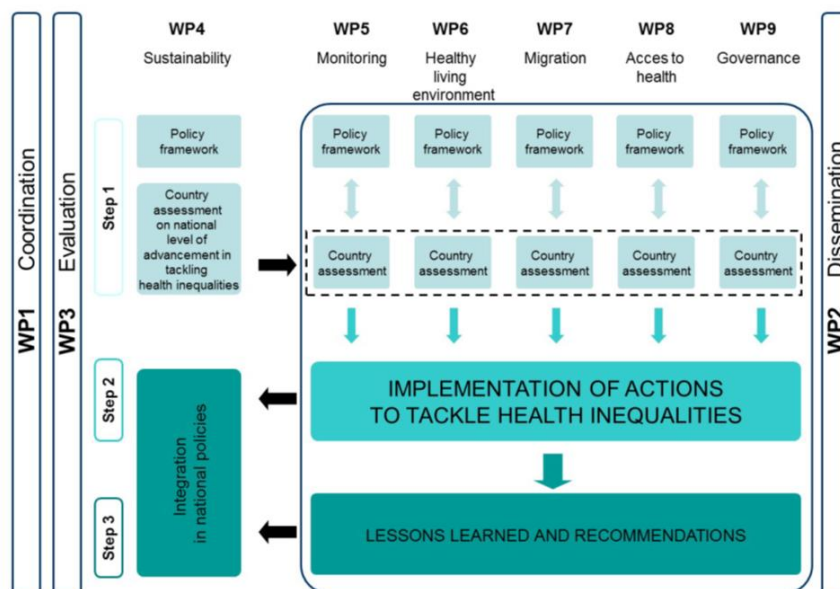 WP1 Coordination
WP3 Evaluation
WP4
Sustainability
WP5
Monitoring
WP6
Healthy
living
environment
WP7
Migration
WP8
Acces to
health
WP9
Governance
WP2 Dissemination
Step 1
Policy
framework
Country
assessment
on national
level of
advancement in
tackling
health inequalities
Policy
framework
Policy
framework
Policy
framework
Policy
framework
Policy
framework
Country
assessment
Country
assessment
Country
assessment
Country
assessment
Country
assessment
Step 2
Integration
in national policies
IMPLEMENTATION OF ACTIONS
TO TACKLE HEALTH INEQUALITIES
Step 3
LESSONS LEARNED AND RECOMMENDATIONS